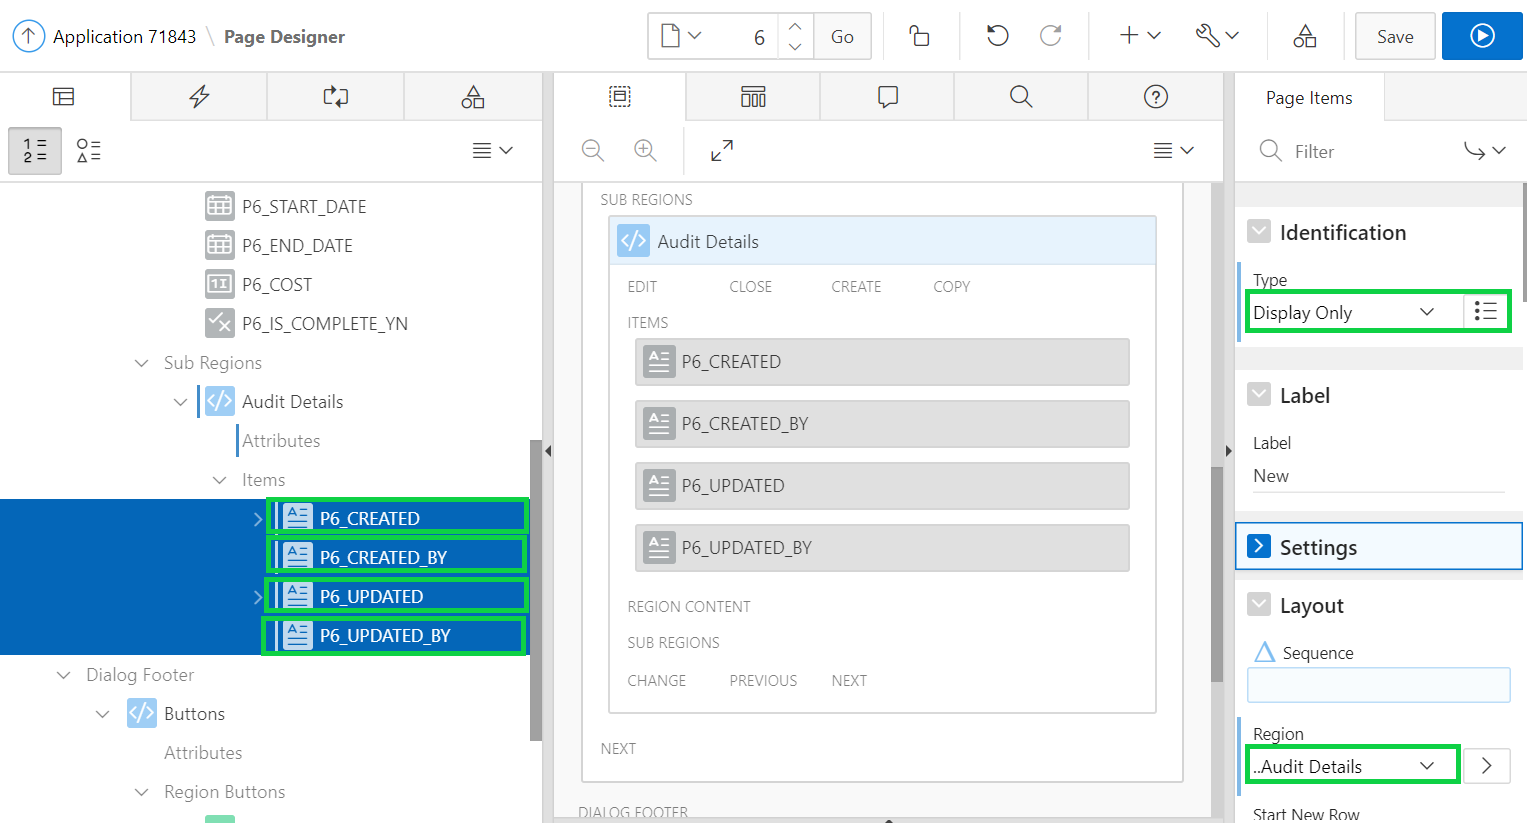 Application 71843 \ Page Designer
6
Go
Save
1 =
2 =
P6_START_DATE
P6_END_DATE
P6_COST
P6_IS_COMPLETE_YN
Sub Regions
Audit Details
Attributes
Items
P6_CREATED
P6_CREATED_BY
P6_UPDATED
P6_UPDATED_BY
Dialog Footer
Buttons
Attributes
Region Buttons
SUB REGIONS
Audit Details
EDIT CLOSE CREATE COPY
ITEMS
P6_CREATED
P6_CREATED_BY
P6_UPDATED
P6_UPDATED_BY
REGION CONTENT
SUB REGIONS
CHANGE PREVIOUS NEXT
NEXT
DIALOG FOOTER
Page Items
Filter
Identification
Type
Display Only
Label
Label
New
Settings
Layout
Sequence
Region
..Audit Details
Start New Row